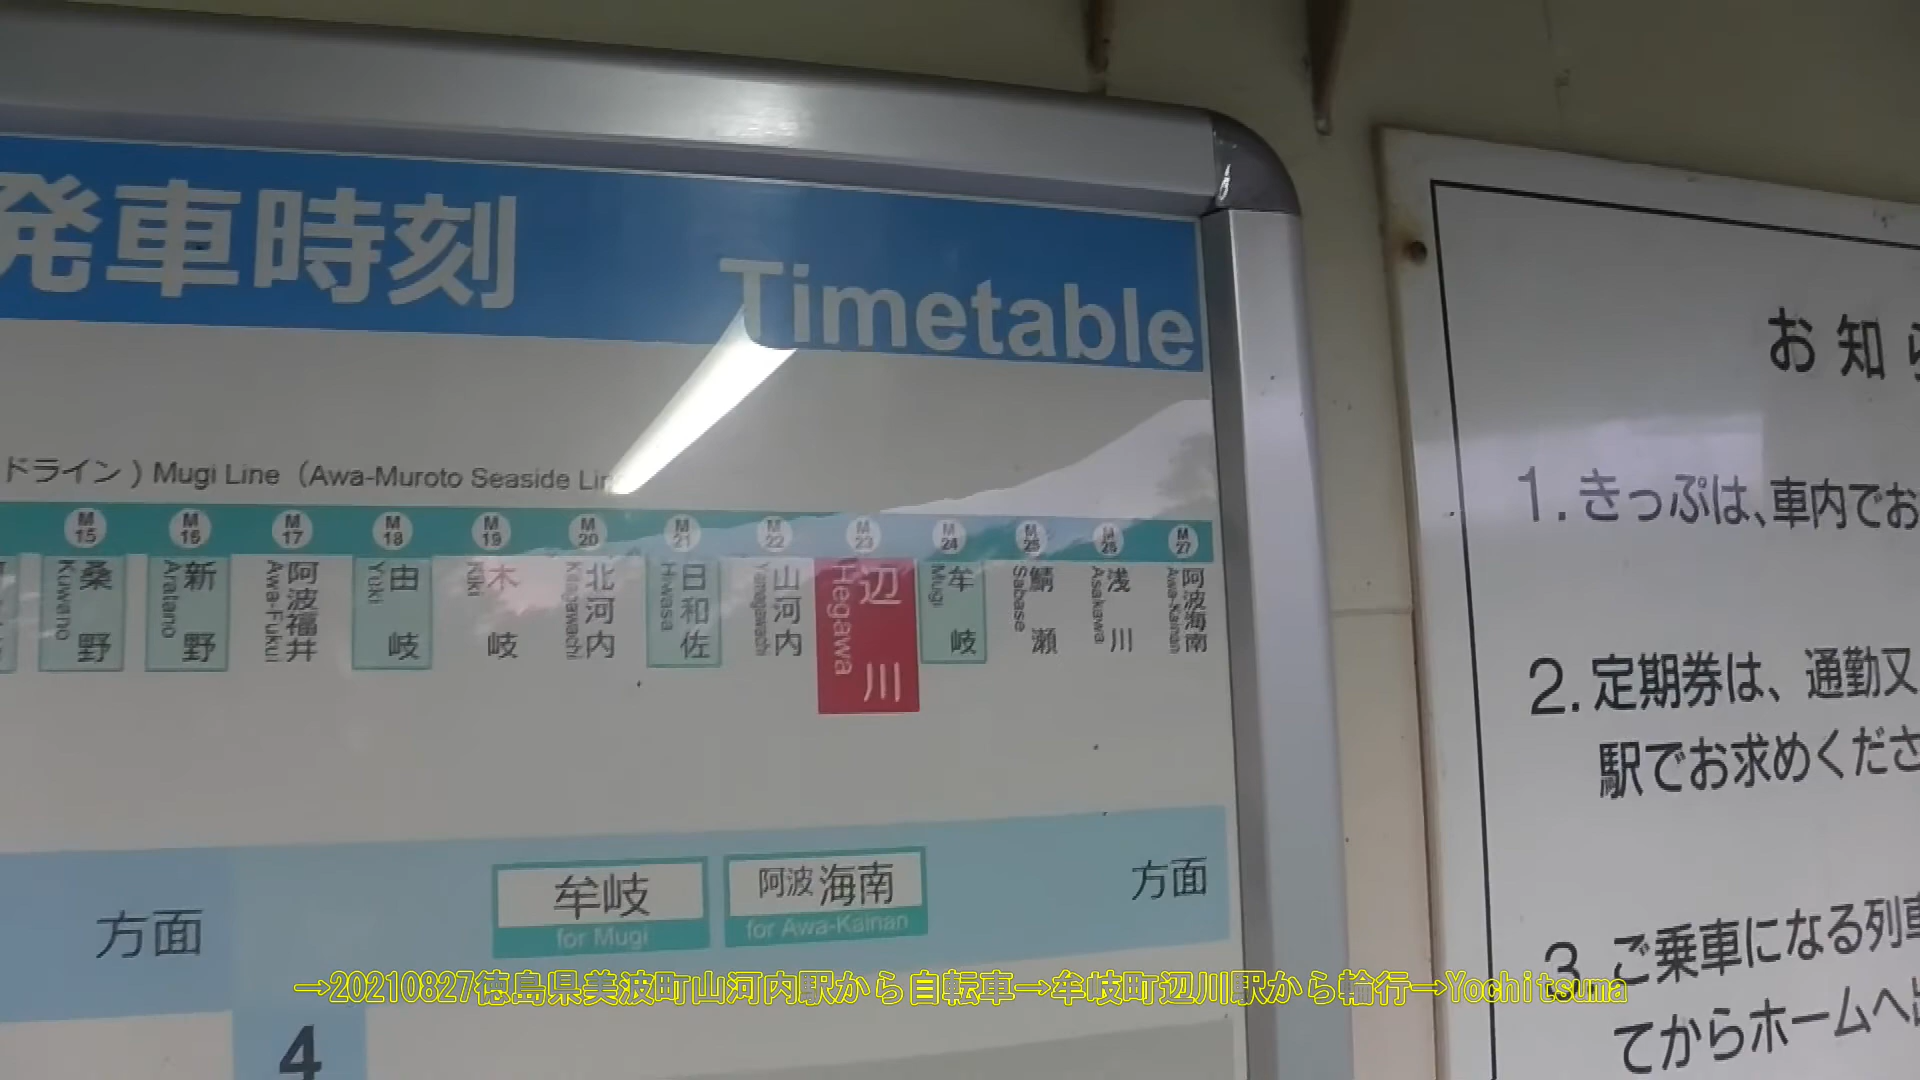 発車時刻
Timetable
ドライン ) Mugi Line (Awa-Muroto Seaside Lin
M15 M16 M17 M18 M19 M20 M21 M22 M23 M24 M25 M26 M27
桑野 Kuwano
新野 Aratano
阿波福井 Awa-Fukui
由岐 Yuki
木岐 Kiki
北河内 Kitagawachi
日和佐 Hiwasa
山河内 Yamagawachi
辺川 Hegawa
牟岐 Mugi
鯖瀬 Sabase
浅川 Asakawa
阿波海南 Awa-Kainan
方面
牟岐
for Mugi
阿波海南
for Awa-Kainan
方面
4
お知ら
1.きっぷは、車内でお
2.定期券は、通勤又
駅でお求めくださ
3.ご乗車になる列車
てからホームへ出
→20210827徳島県美波町山河内駅から自転車→牟岐町辺川駅から輪行→Yochitsuma